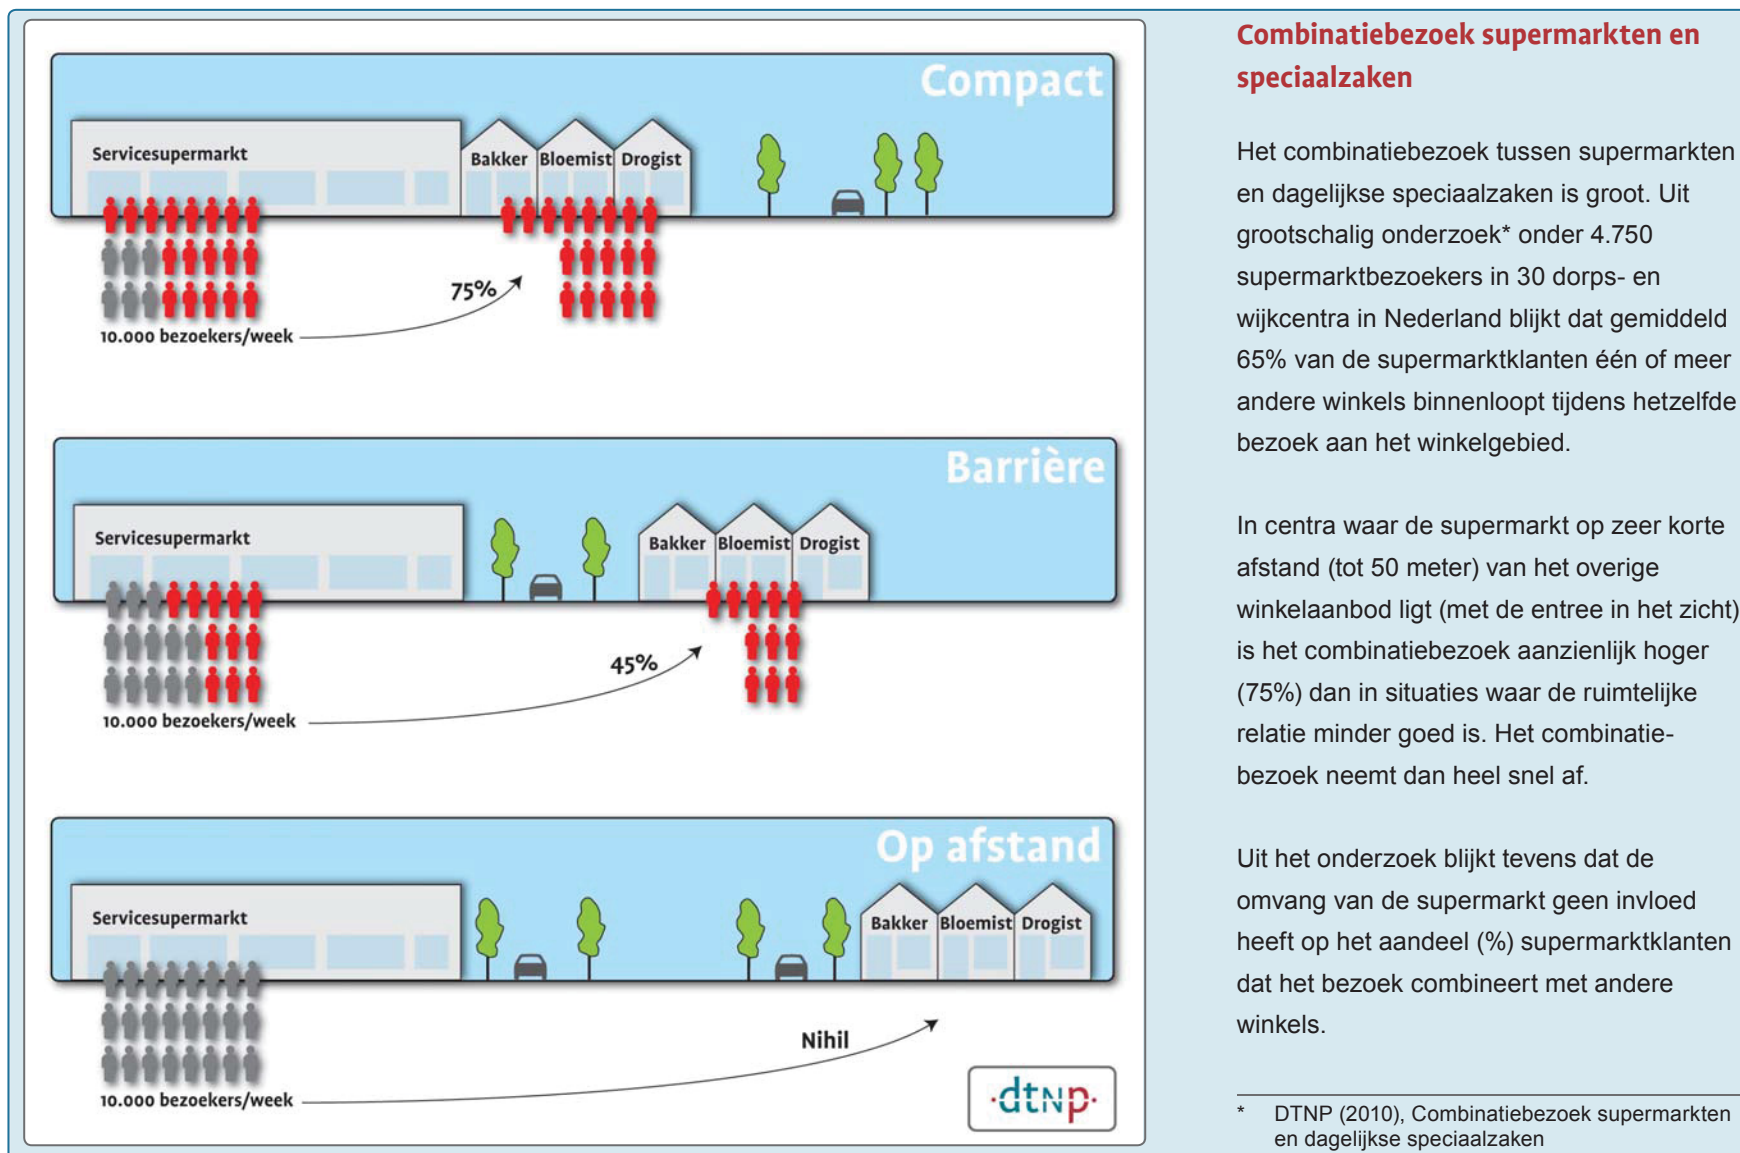 Compact
Servicesupermarkt
Bakker Bloemist Drogist
75%
10.000 bezoekers/week
Barrière
Servicesupermarkt
Bakker Bloemist Drogist
45%
10.000 bezoekers/week
Op afstand
Servicesupermarkt
Bakker Bloemist Drogist
Nihil
10.000 bezoekers/week
·dtnp·
Combinatiebezoek supermarkten en
speciaalzaken
Het combinatiebezoek tussen supermarkten
en dagelijkse speciaalzaken is groot. Uit
grootschalig onderzoek* onder 4.750
supermarktbezoekers in 30 dorps- en
wijkcentra in Nederland blijkt dat gemiddeld
65% van de supermarktklanten één of meer
andere winkels binnenloopt tijdens hetzelfde
bezoek aan het winkelgebied.
In centra waar de supermarkt op zeer korte
afstand (tot 50 meter) van het overige
winkelaanbod ligt (met de entree in het zicht)
is het combinatiebezoek aanzienlijk hoger
(75%) dan in situaties waar de ruimtelijke
relatie minder goed is. Het combinatie-
bezoek neemt dan heel snel af.
Uit het onderzoek blijkt tevens dat de
omvang van de supermarkt geen invloed
heeft op het aandeel (%) supermarktklanten
dat het bezoek combineert met andere
winkels.
* DTNP (2010), Combinatiebezoek supermarkten
en dagelijkse speciaalzaken